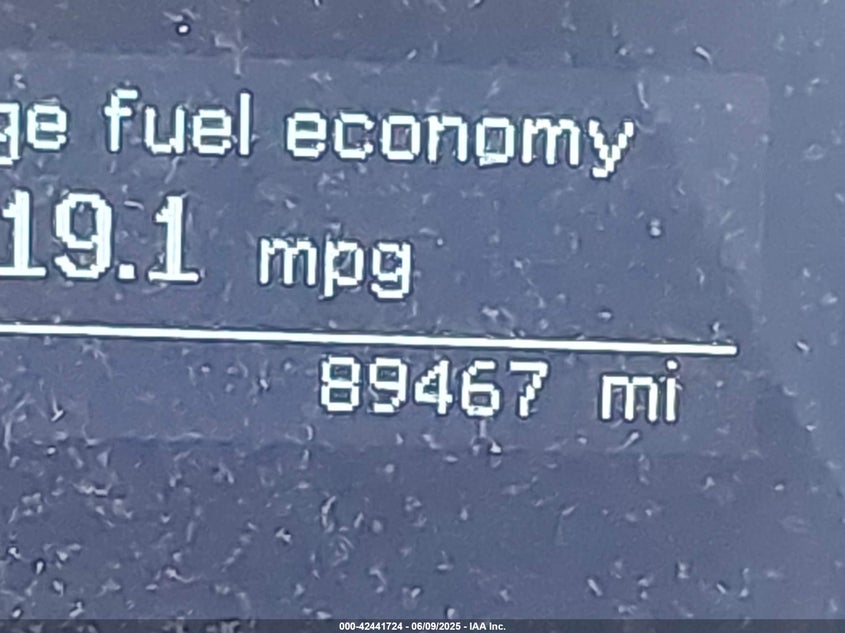 ge fuel economy
19.1 mpg
89467 mi
000-42441724 - 06/09/2025 - IAA Inc.